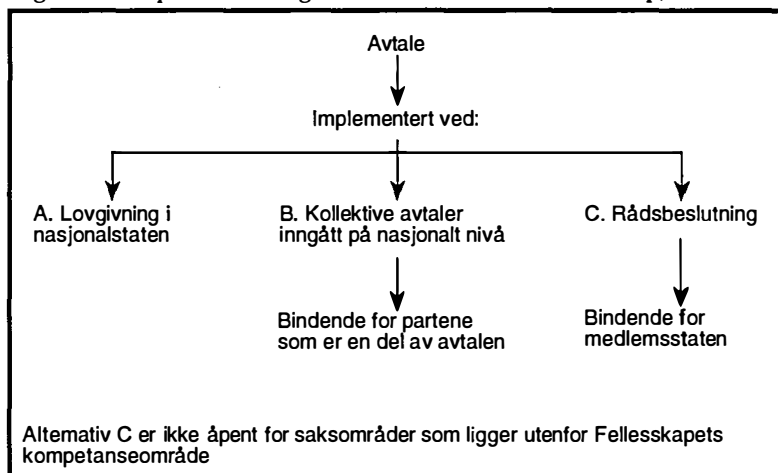 Avtale
Implementert ved:
A. Lovgivning i
nasjonalstaten
B. Kollektive avtaler
inngått på nasjonalt nivå
C. Rådsbeslutning
Bindende for partene
som er en del av avtalen
Bindende for
medlemsstaten
Alternativ C er ikke åpent for saksområder som ligger utenfor Fellesskapets
kompetanseområde